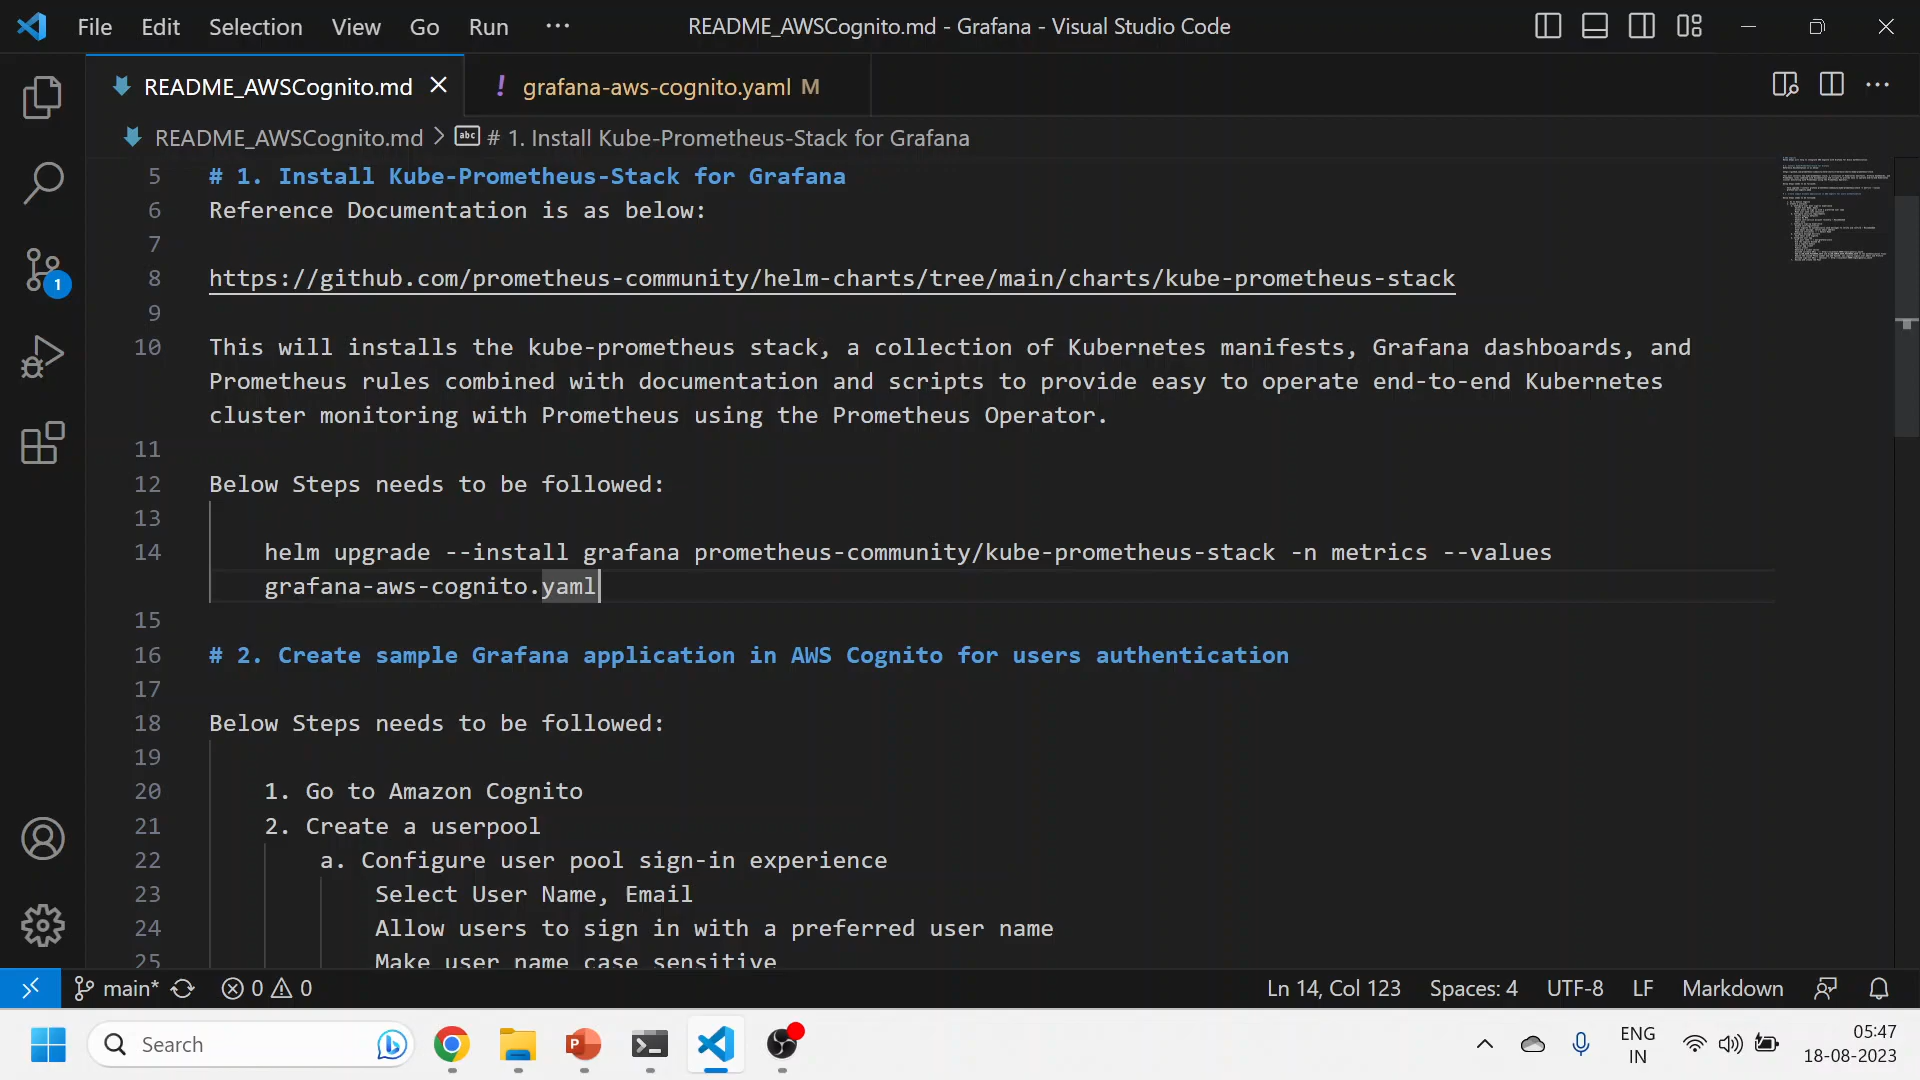 File Edit Selection View Go Run ··· README_AWSCognito.md - Grafana - Visual Studio Code
README_AWSCognito.md grafana-aws-cognito.yaml M
README_AWSCognito.md > # 1. Install Kube-Prometheus-Stack for Grafana
5 # 1. Install Kube-Prometheus-Stack for Grafana
6 Reference Documentation is as below:
7
8 https://github.com/prometheus-community/helm-charts/tree/main/charts/kube-prometheus-stack
9
10 This will installs the kube-prometheus stack, a collection of Kubernetes manifests, Grafana dashboards, and
Prometheus rules combined with documentation and scripts to provide easy to operate end-to-end Kubernetes
cluster monitoring with Prometheus using the Prometheus Operator.
11
12 Below Steps needs to be followed:
13
14 helm upgrade --install grafana prometheus-community/kube-prometheus-stack -n metrics --values
grafana-aws-cognito.yaml
15
16 # 2. Create sample Grafana application in AWS Cognito for users authentication
17
18 Below Steps needs to be followed:
19
20 1. Go to Amazon Cognito
21 2. Create a userpool
22 a. Configure user pool sign-in experience
23 Select User Name, Email
24 Allow users to sign in with a preferred user name
25 Make user name case sensitive
1
main* 0 0 Ln 14, Col 123 Spaces: 4 UTF-8 LF Markdown
Search
ENG
IN
05:47
18-08-2023